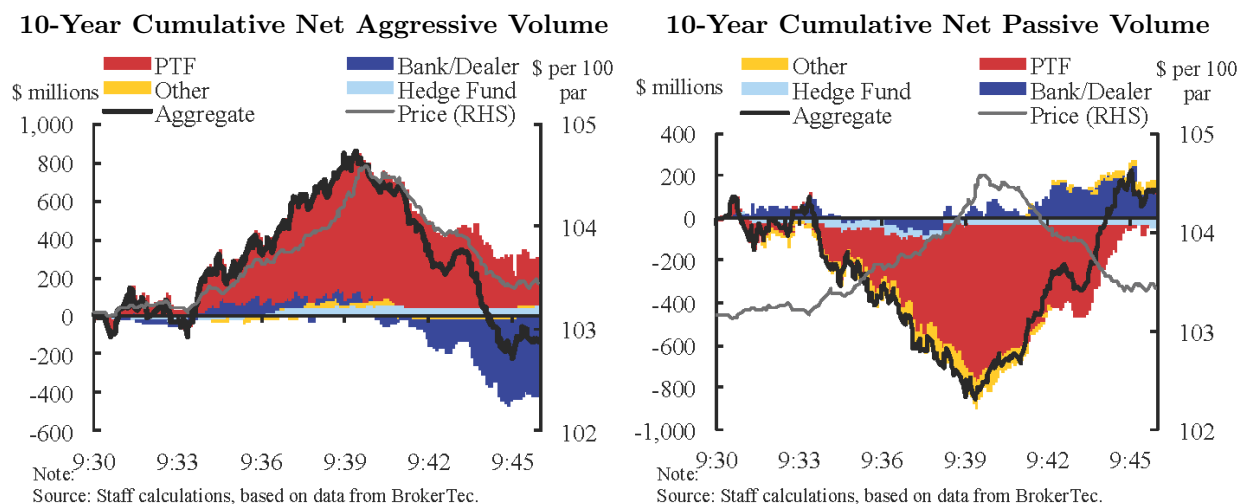 10-Year Cumulative Net Aggressive Volume
PTF Bank/Dealer
$ millions Other Hedge Fund $ per 100 par
Aggregate Price (RHS)
1,000
800
600
400
200
0
-200
-400
-600
105
104
103
102
9:30 9:33 9:36 9:39 9:42 9:45
Note:
Source: Staff calculations, based on data from BrokerTec.
10-Year Cumulative Net Passive Volume
Other PTF
$ millions Hedge Fund Bank/Dealer $ per 100 par
Aggregate Price (RHS)
400
200
0
-200
-400
-600
-800
-1,000
105
104
103
102
9:30 9:33 9:36 9:39 9:42 9:45
Note:
Source: Staff calculations, based on data from BrokerTec.